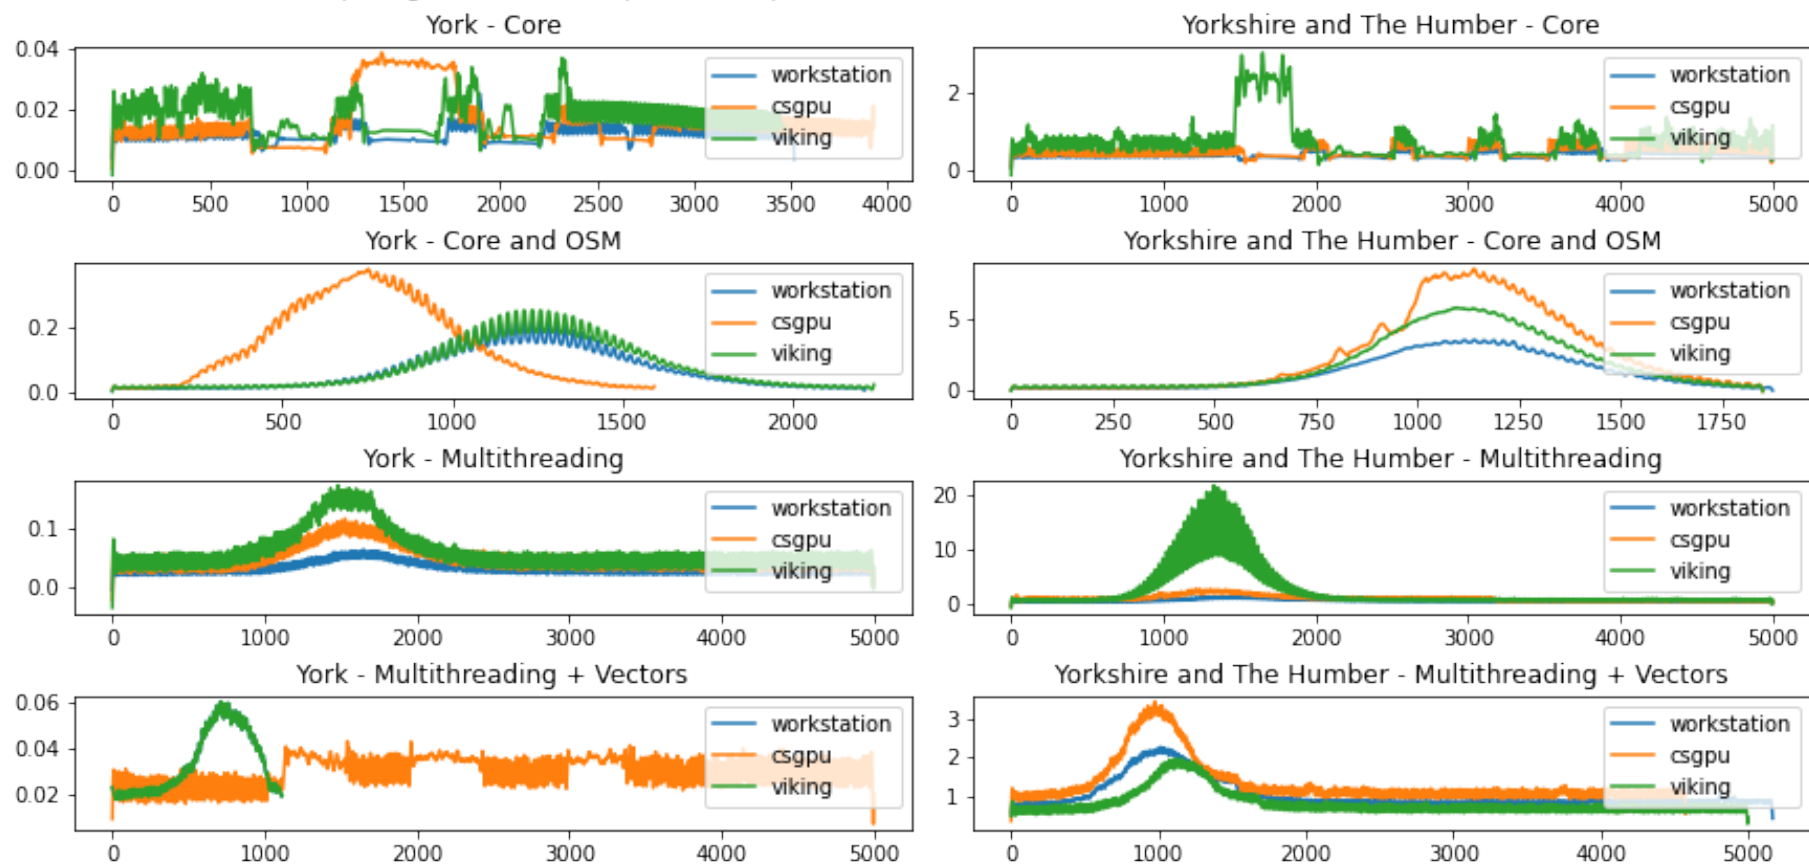 York - Core
0.04
0.02
0.00
workstation
csgpu
viking
0 500 1000 1500 2000 2500 3000 3500 4000
Yorkshire and The Humber - Core
2
0
workstation
csgpu
viking
0 1000 2000 3000 4000 5000
York - Core and OSM
0.2
0.0
workstation
csgpu
viking
0 500 1000 1500 2000
Yorkshire and The Humber - Core and OSM
5
0
workstation
csgpu
viking
0 250 500 750 1000 1250 1500 1750
York - Multithreading
0.1
0.0
workstation
csgpu
viking
0 1000 2000 3000 4000 5000
Yorkshire and The Humber - Multithreading
20
10
0
workstation
csgpu
viking
0 1000 2000 3000 4000 5000
York - Multithreading + Vectors
0.06
0.04
0.02
workstation
csgpu
viking
0 1000 2000 3000 4000 5000
Yorkshire and The Humber - Multithreading + Vectors
3
2
1
workstation
csgpu
viking
0 1000 2000 3000 4000 5000